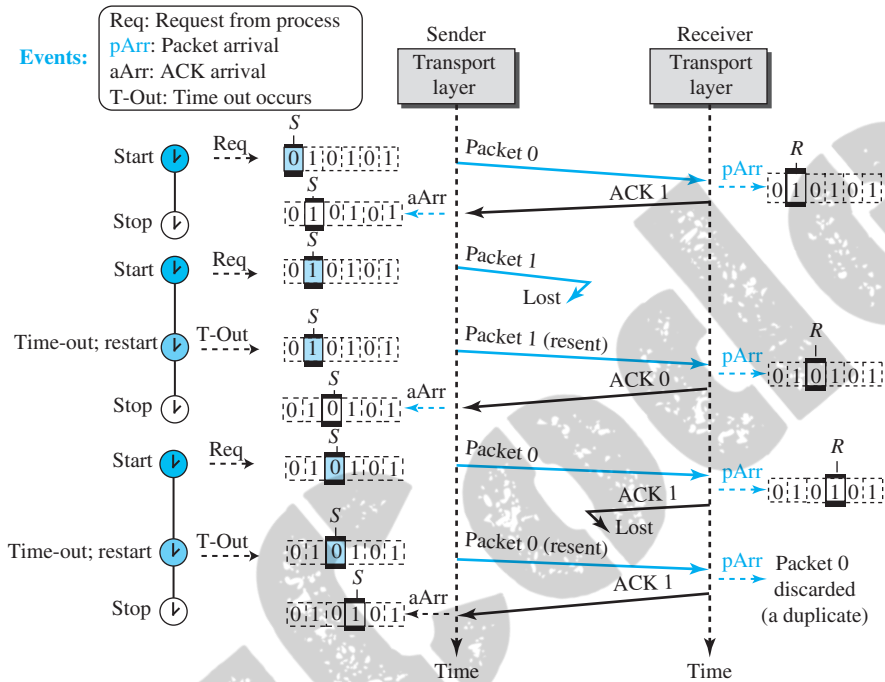 Events:
Req: Request from process
pArr: Packet arrival
aArr: ACK arrival
T-Out: Time out occurs
Sender
Transport
layer
Receiver
Transport
layer
Start
Req
S
0 1 0 1 0 1
Packet 0
pArr
R
0 1 0 1 0 1
Stop
S
0 1 0 1 0 1
aArr
ACK 1
Start
Req
S
0 1 0 1 0 1
Packet 1
Lost
Time-out; restart
T-Out
S
0 1 0 1 0 1
Packet 1 (resent)
pArr
R
0 1 0 1 0 1
Stop
S
0 1 0 1 0 1
aArr
ACK 0
Start
Req
S
0 1 0 1 0 1
Packet 0
pArr
R
0 1 0 1 0 1
ACK 1
Lost
Time-out; restart
T-Out
S
0 1 0 1 0 1
Packet 0 (resent)
pArr
Packet 0
discarded
(a duplicate)
Stop
S
0 1 0 1 0 1
aArr
ACK 1
Time
Time